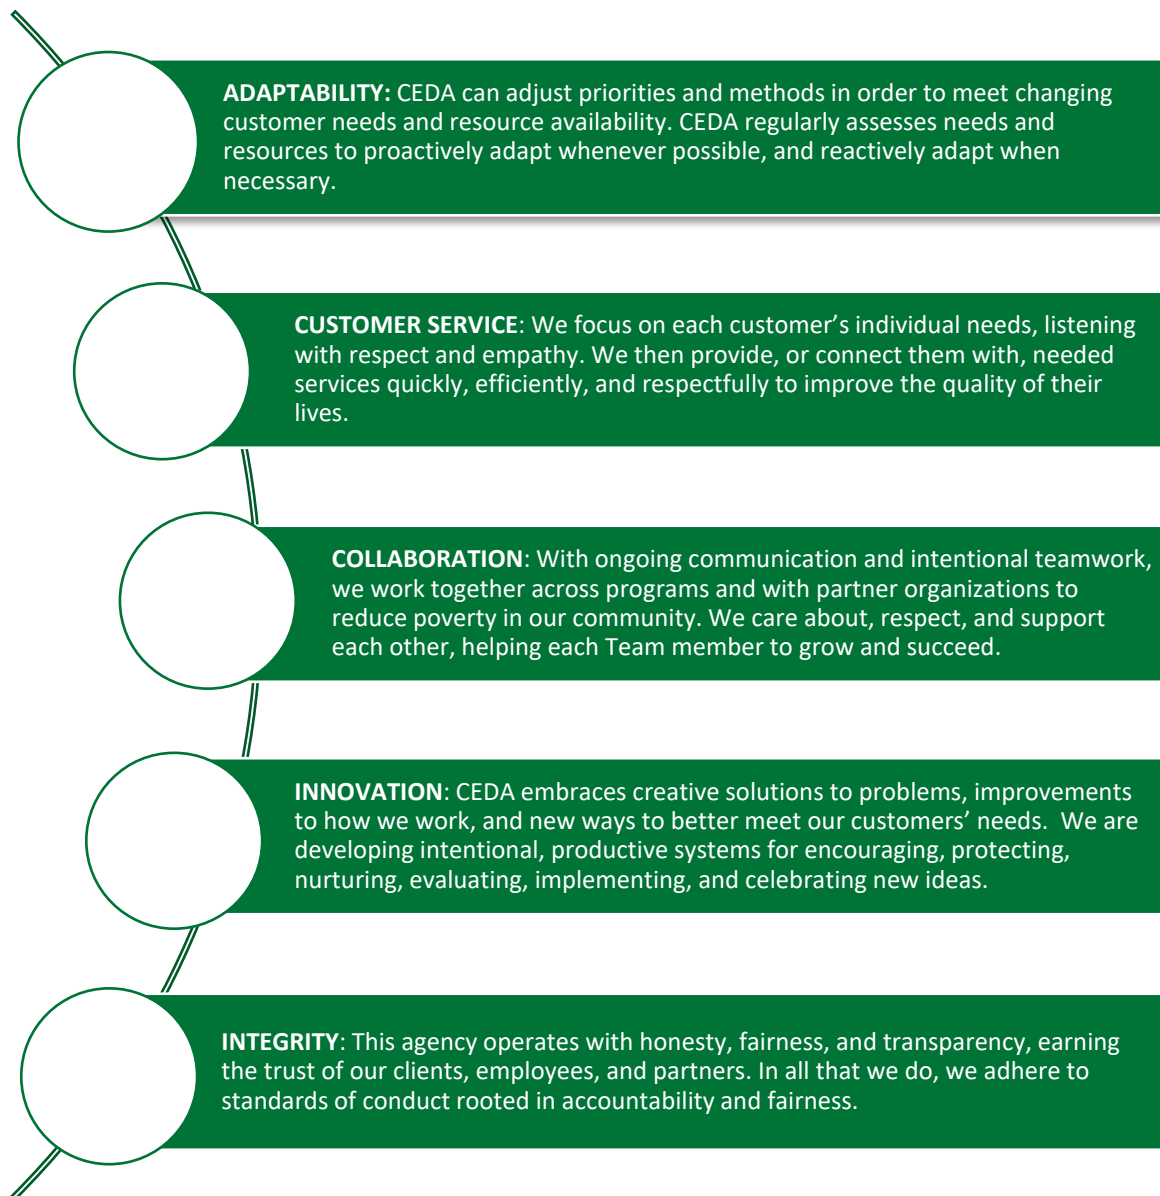 ADAPTABILITY: CEDA can adjust priorities and methods in order to meet changing
customer needs and resource availability. CEDA regularly assesses needs and
resources to proactively adapt whenever possible, and reactively adapt when
necessary.
CUSTOMER SERVICE: We focus on each customer’s individual needs, listening
with respect and empathy. We then provide, or connect them with, needed
services quickly, efficiently, and respectfully to improve the quality of their
lives.
COLLABORATION: With ongoing communication and intentional teamwork,
we work together across programs and with partner organizations to
reduce poverty in our community. We care about, respect, and support
each other, helping each Team member to grow and succeed.
INNOVATION: CEDA embraces creative solutions to problems, improvements
to how we work, and new ways to better meet our customers’ needs.  We are
developing intentional, productive systems for encouraging, protecting,
nurturing, evaluating, implementing, and celebrating new ideas.
INTEGRITY: This agency operates with honesty, fairness, and transparency, earning
the trust of our clients, employees, and partners. In all that we do, we adhere to
standards of conduct rooted in accountability and fairness.